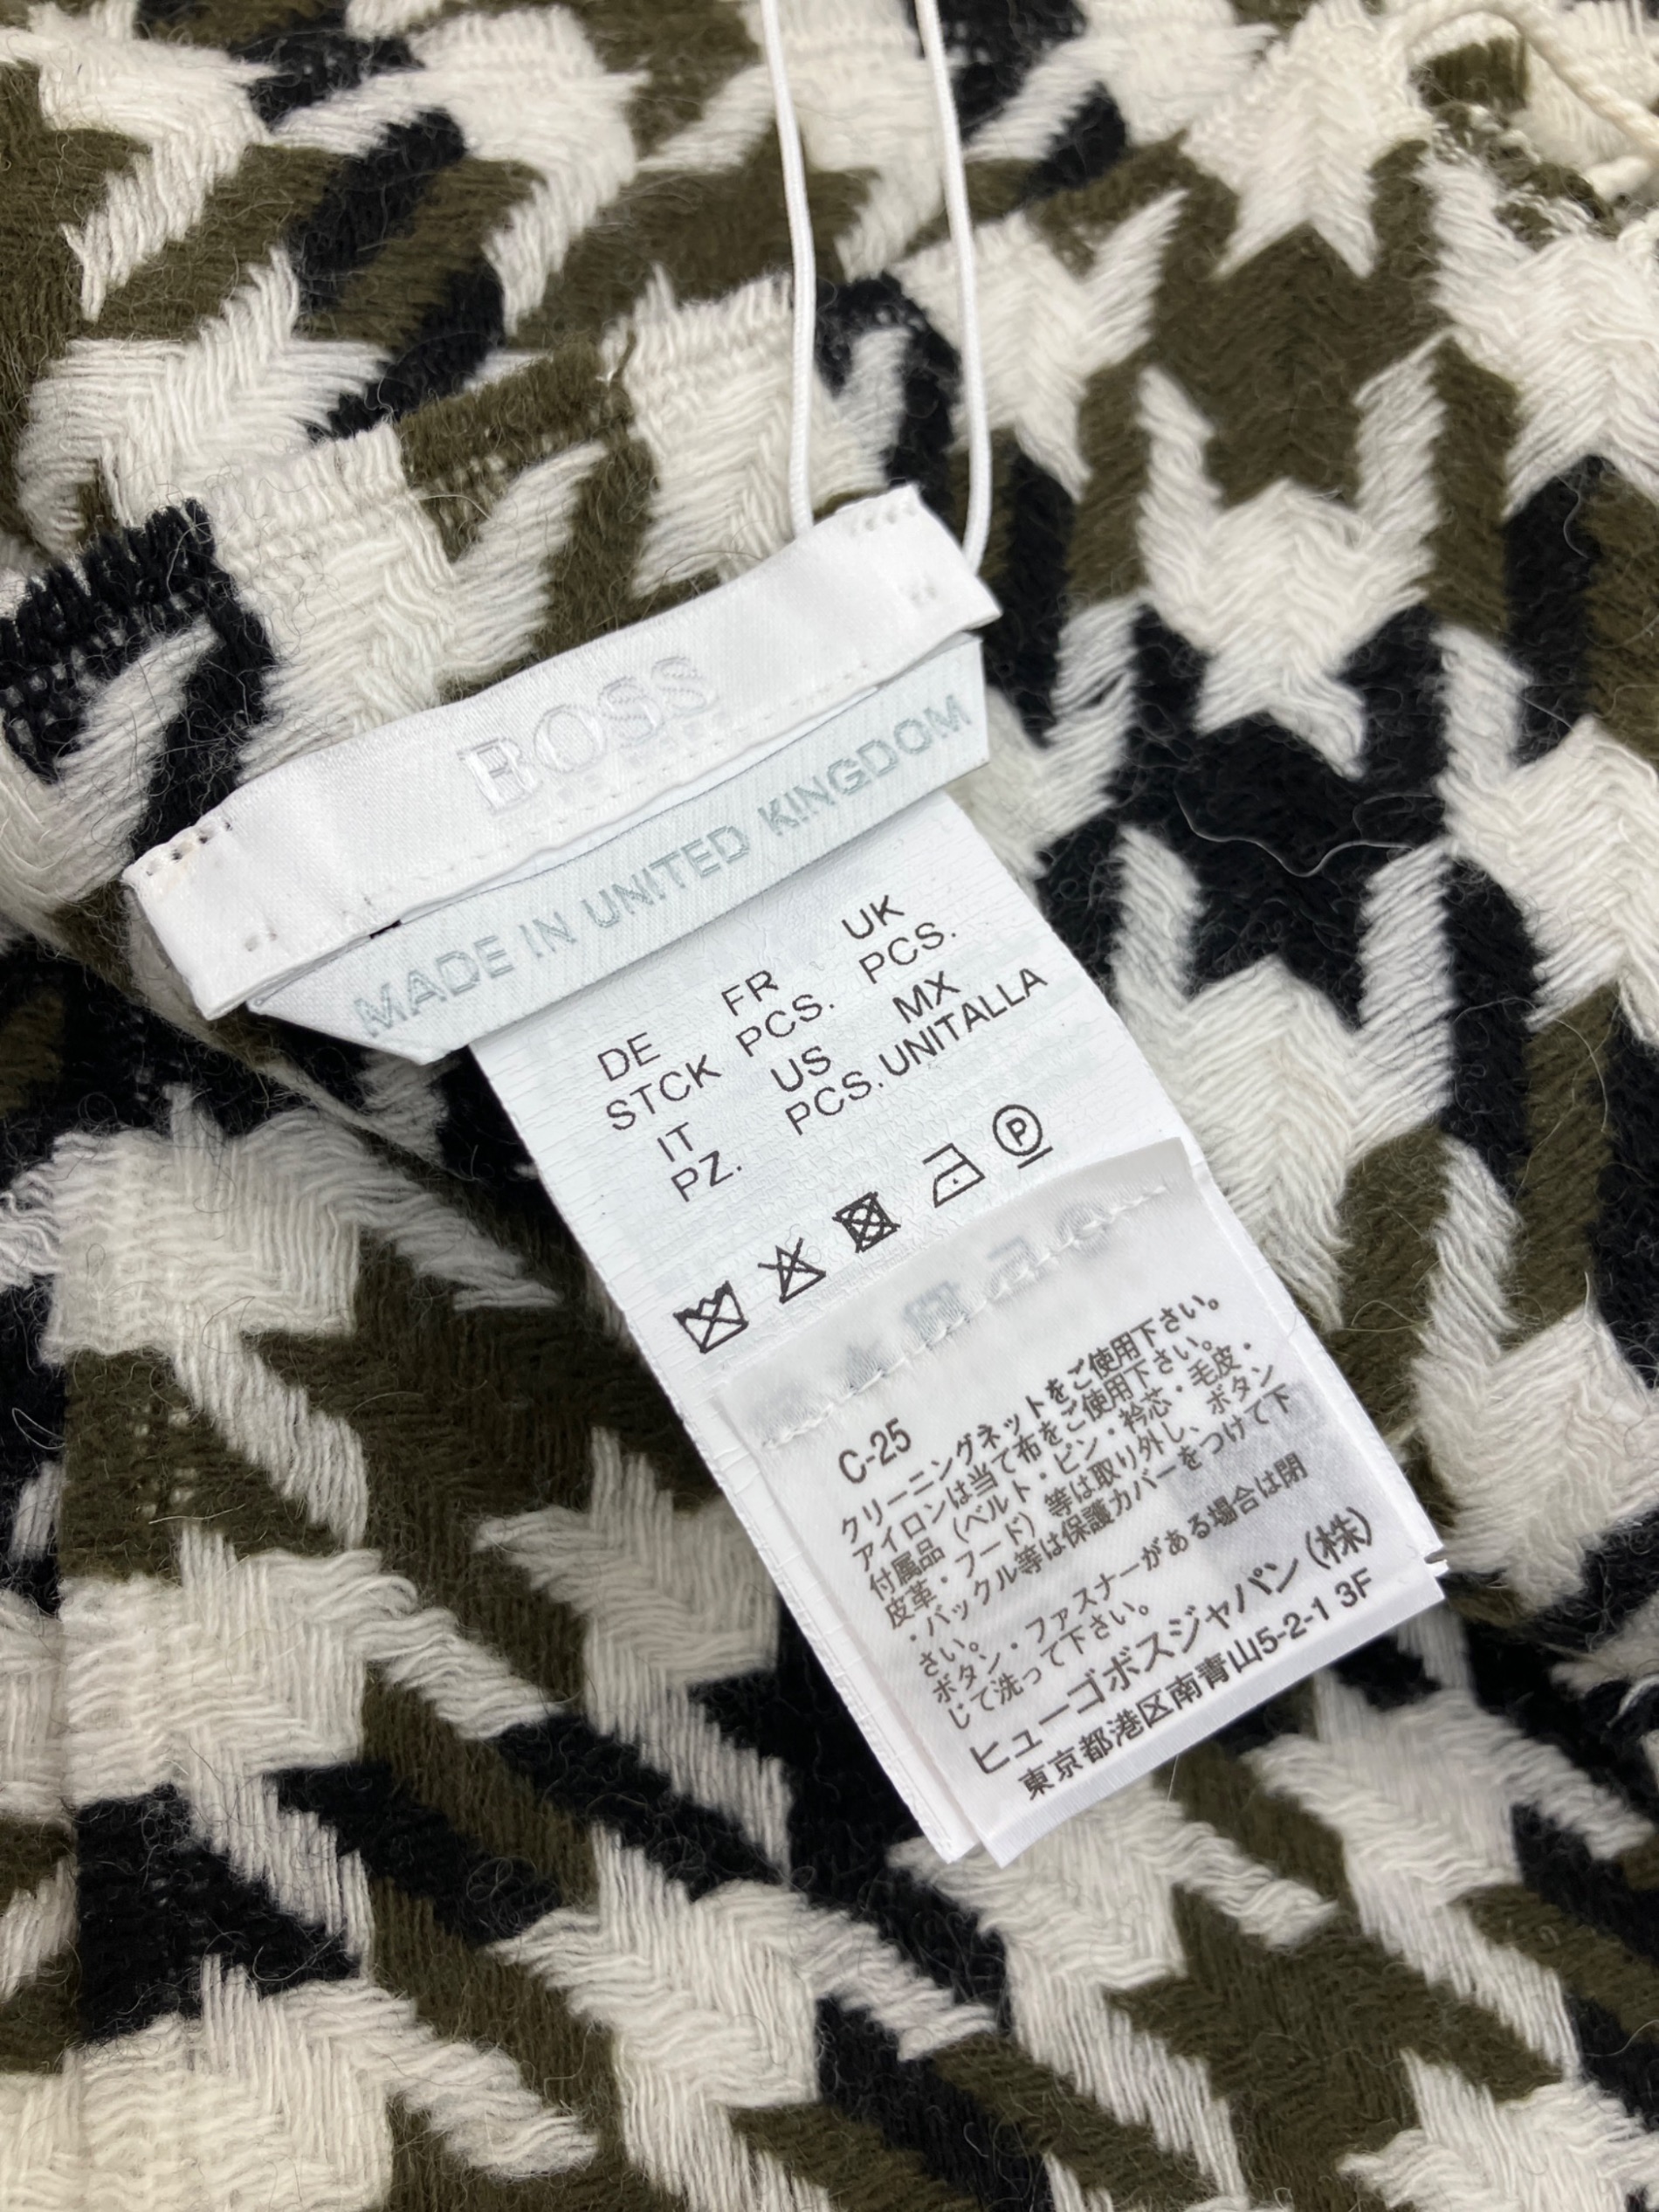 BOSS
MADE IN UNITED KINGDOM
DE FR UK
STCK PCS. PCS.
IT US MX
PZ. PCS. UNITALLA
P
C-25
クリーニングネットをご使用下さい。
アイロンは当て布をご使用下さい。
付属品（ベルト・ピン・衿芯・毛皮・
皮革・フード）等は取り外し、ボタン
・バックル等は保護カバーをつけて下
さい。
ボタン・ファスナーがある場合は閉
じて洗って下さい。
ヒューゴボスジャパン（株）
東京都港区南青山5-2-1 3F